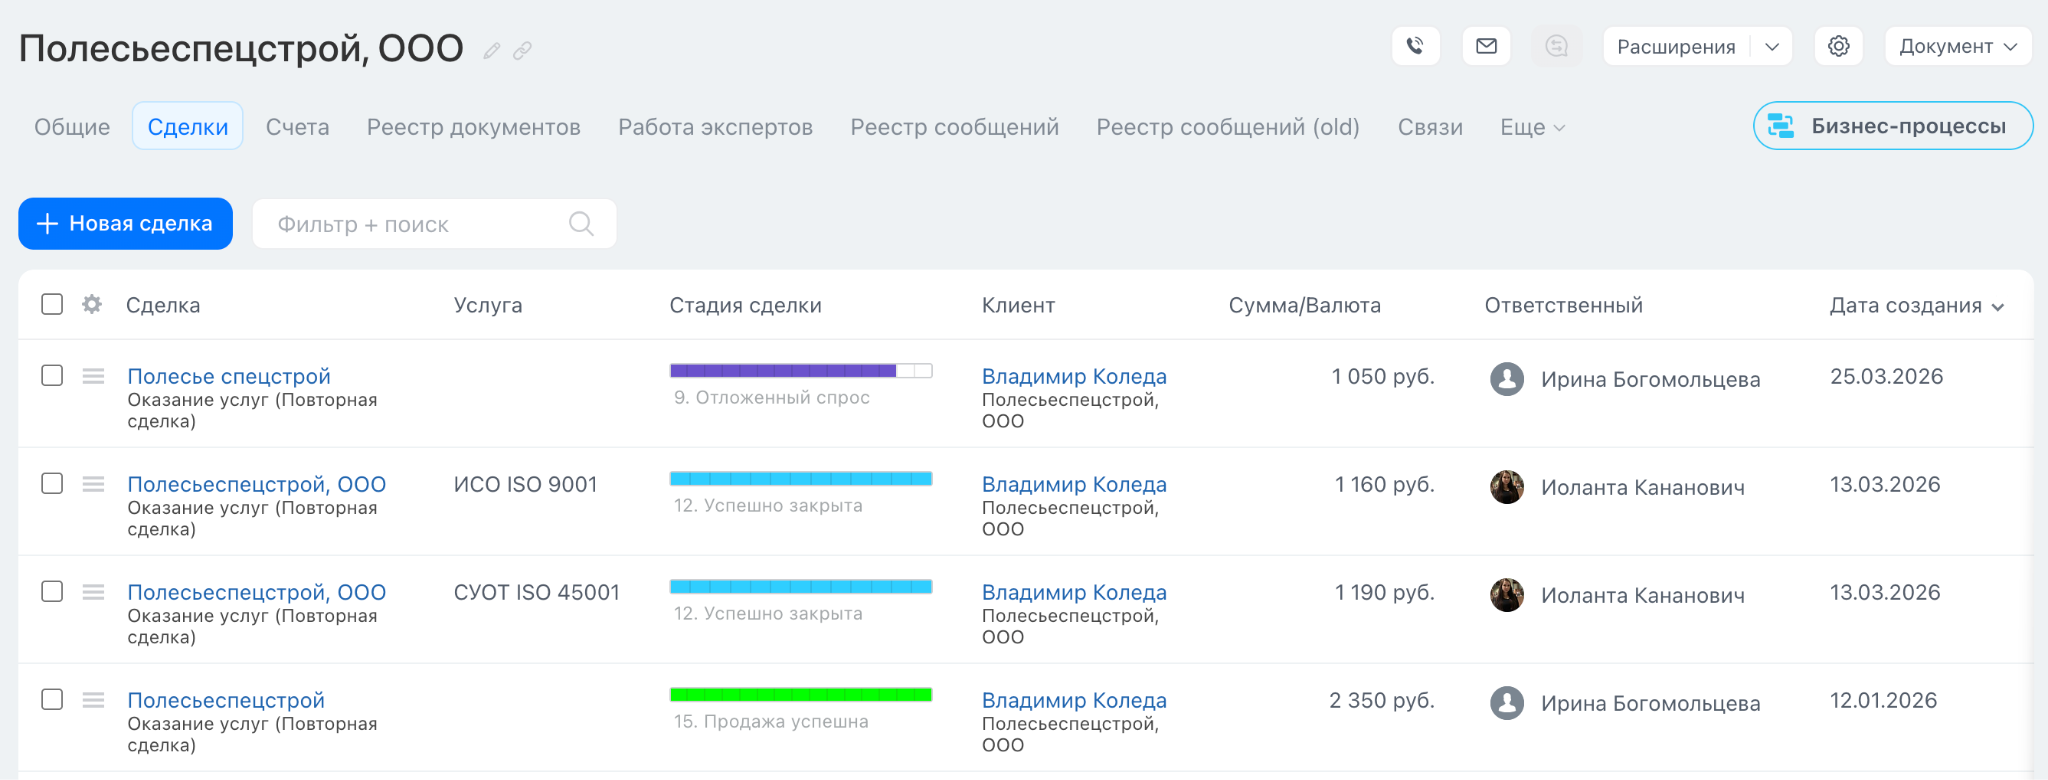 Полесьеспецстрой, ООО
Расширения
Документ
Общие
Сделки
Счета
Реестр документов
Работа экспертов
Реестр сообщений
Реестр сообщений (old)
Связи
Еще
Бизнес-процессы
Новая сделка
Фильтр + поиск
Сделка
Услуга
Стадия сделки
Клиент
Сумма/Валюта
Ответственный
Дата создания
Полесье спецстрой
Оказание услуг (Повторная
сделка)
9. Отложенный спрос
Владимир Коледа
Полесьеспецстрой,
ООО
1 050 руб.
Ирина Богомольцева
25.03.2026
Полесьеспецстрой, ООО
Оказание услуг (Повторная
сделка)
ИСО ISO 9001
12. Успешно закрыта
Владимир Коледа
Полесьеспецстрой,
ООО
1 160 руб.
Иоланта Кананович
13.03.2026
Полесьеспецстрой, ООО
Оказание услуг (Повторная
сделка)
СУОТ ISO 45001
12. Успешно закрыта
Владимир Коледа
Полесьеспецстрой,
ООО
1 190 руб.
Иоланта Кананович
13.03.2026
Полесьеспецстрой
Оказание услуг (Повторная
сделка)
15. Продажа успешна
Владимир Коледа
Полесьеспецстрой,
ООО
2 350 руб.
Ирина Богомольцева
12.01.2026